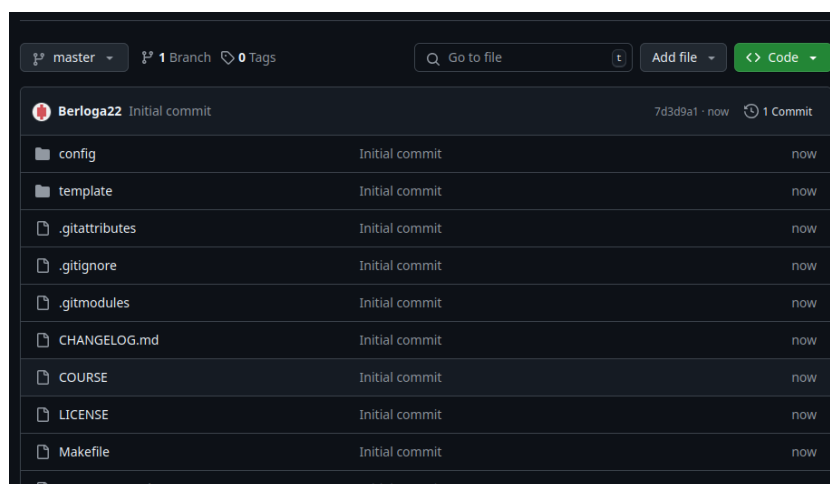 master 1 Branch 0 Tags Go to file t Add file <> Code
Berloga22 Initial commit 7d3d9a1 · now 1 Commit
config Initial commit now
template Initial commit now
.gitattributes Initial commit now
.gitignore Initial commit now
.gitmodules Initial commit now
CHANGELOG.md Initial commit now
COURSE Initial commit now
LICENSE Initial commit now
Makefile Initial commit now